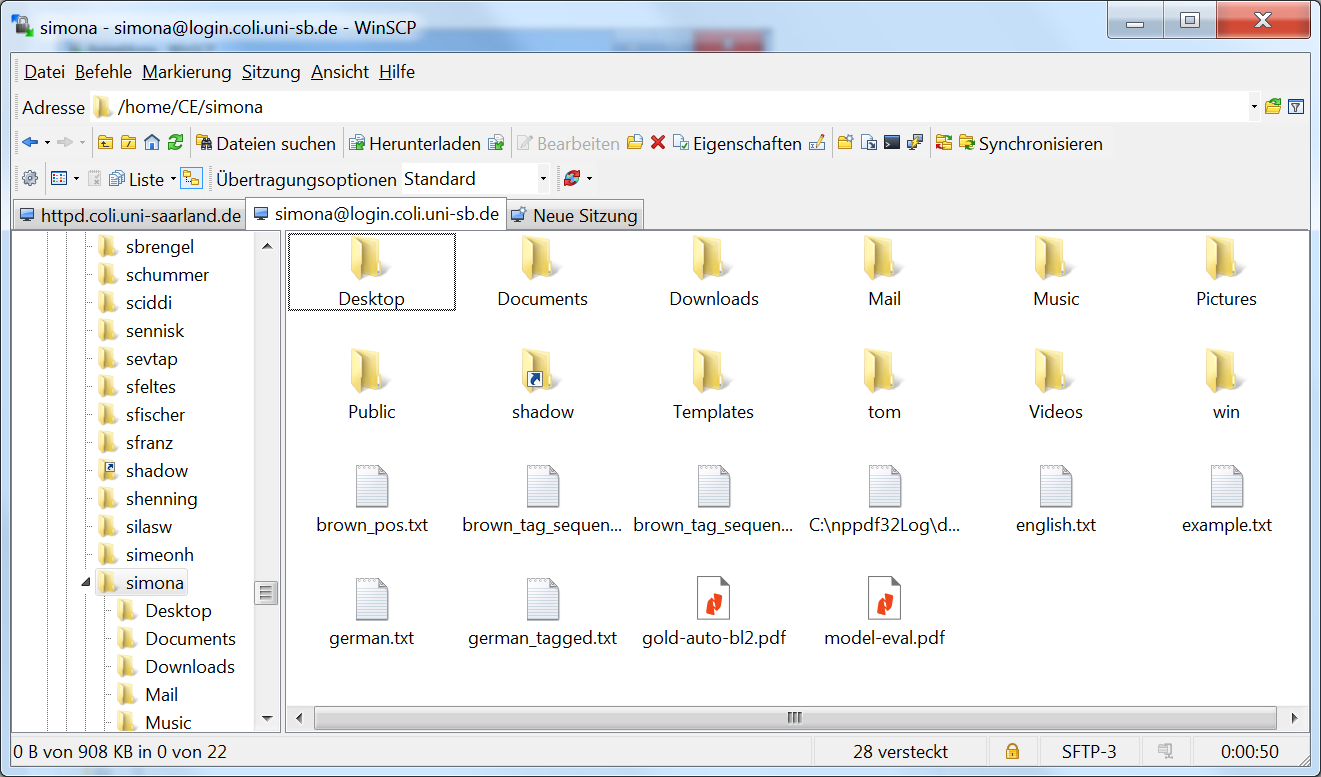 simona - simona@login.coli.uni-sb.de - WinSCP
Datei Befehle Markierung Sitzung Ansicht Hilfe
Adresse /home/CE/simona
Dateien suchen Herunterladen Bearbeiten Eigenschaften Synchronisieren
Liste Übertragungsoptionen Standard
httpd.coli.uni-saarland.de simona@login.coli.uni-sb.de Neue Sitzung
sbrengel
schummer
sciddi
sennisk
sevtap
sfeltes
sfischer
sfranz
shadow
shenning
silasw
simeonh
simona
Desktop
Documents
Downloads
Mail
Music
Desktop Documents Downloads Mail Music Pictures
Public shadow Templates tom Videos win
brown_pos.txt brown_tag_sequen... brown_tag_sequen... C:\nppdf32Log\d... english.txt example.txt
german.txt german_tagged.txt gold-auto-bl2.pdf model-eval.pdf
0 B von 908 KB in 0 von 22 28 versteckt SFTP-3 0:00:50